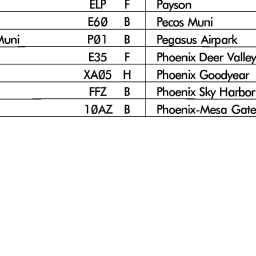 ELP F Payson
E60 B Pecos Muni
Muni P01 B Pegasus Airpark
E35 F Phoenix Deer Valley
XA05 H Phoenix Goodyear
FFZ B Phoenix Sky Harbor
10AZ B Phoenix-Mesa Gate